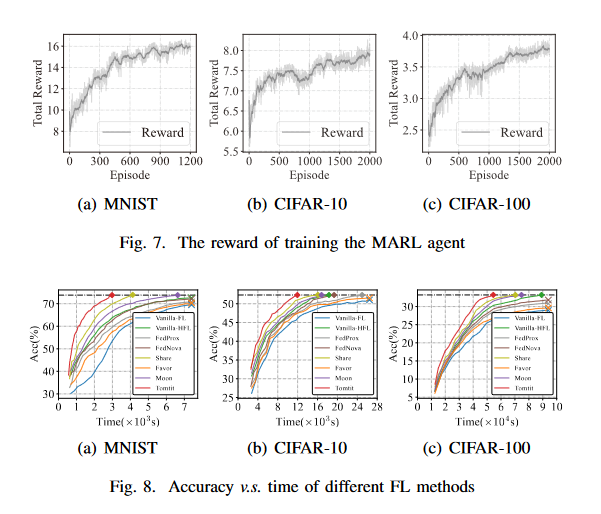 16
14
12
10
8
Total Reward
Reward
0 300 600 900 1200
Episode
(a) MNIST
8.0
7.5
7.0
6.5
6.0
5.5
Total Reward
Reward
0 500 1000 1500 2000
Episode
(b) CIFAR-10
4.0
3.5
3.0
2.5
Total Reward
Reward
0 500 1000 1500 2000
Episode
(c) CIFAR-100
Fig. 7. The reward of training the MARL agent
70
60
50
40
30
Acc(%)
Vanilla-FL
Vanilla-HFL
FedProx
FedNova
Share
Favor
Moon
Tomtit
0 1 2 3 4 5 6 7
Time(×10³s)
(a) MNIST
50
45
40
35
30
25
Acc(%)
Vanilla-FL
Vanilla-HFL
FedProx
FedNova
Share
Favor
Moon
Tomtit
0 4 8 12 16 20 24 28
Time(×10³s)
(b) CIFAR-10
30
25
20
15
10
5
Acc(%)
Vanilla-FL
Vanilla-HFL
FedProx
FedNova
Share
Favor
Moon
Tomtit
0 1 2 3 4 5 6 7 8 9 10
Time(×10⁴s)
(c) CIFAR-100
Fig. 8. Accuracy v.s. time of different FL methods